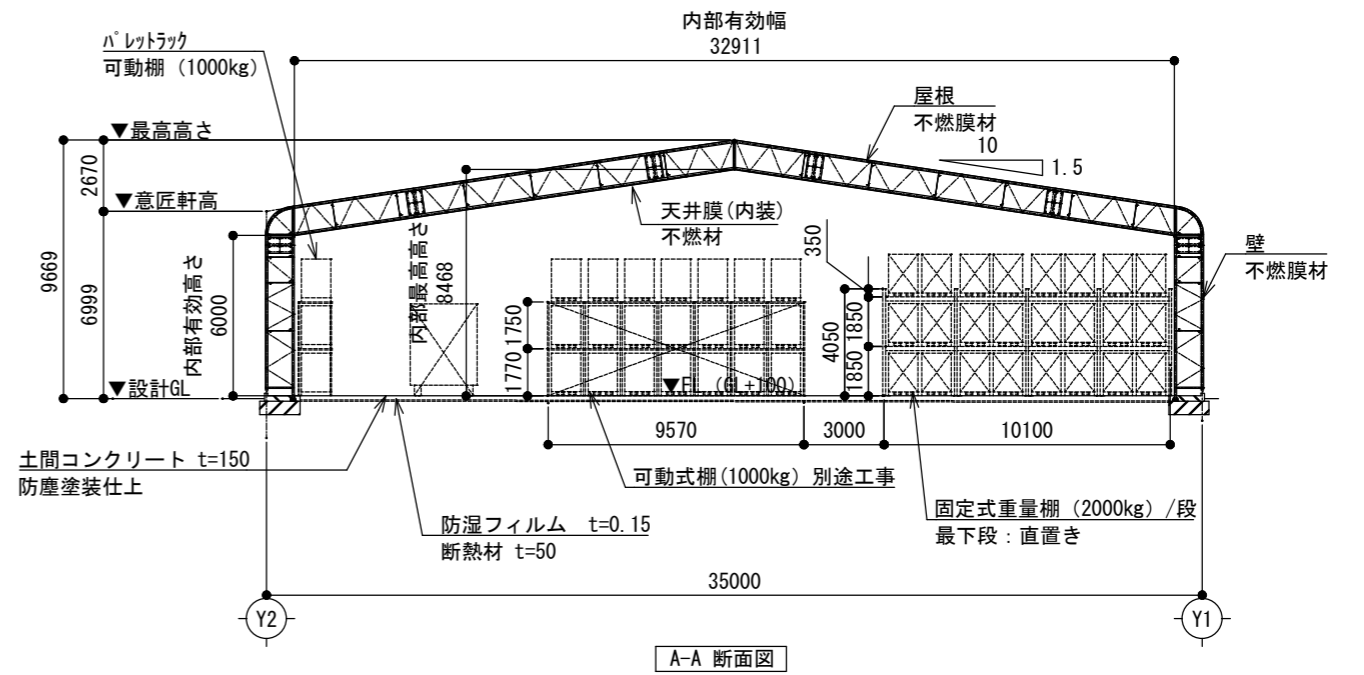 内部有効幅
32911
ﾊﾟﾚｯﾄﾗｯｸ
可動棚 (1000kg)
屋根
不燃膜材
10
1.5
▼最高高さ
2670
▼意匠軒高
9669
6999
内部有効高さ
6000
内部最高高さ
8468
天井膜(内装)
不燃材
350
壁
不燃膜材
1750
1770
4050
1850
1850
▼設計GL
▼FL (GL+100)
9570
3000
10100
土間コンクリート t=150
防塵塗装仕上
可動式棚(1000kg) 別途工事
固定式重量棚 (2000kg) /段
最下段：直置き
防湿フィルム t=0.15
断熱材 t=50
35000
Y2
Y1
A-A 断面図